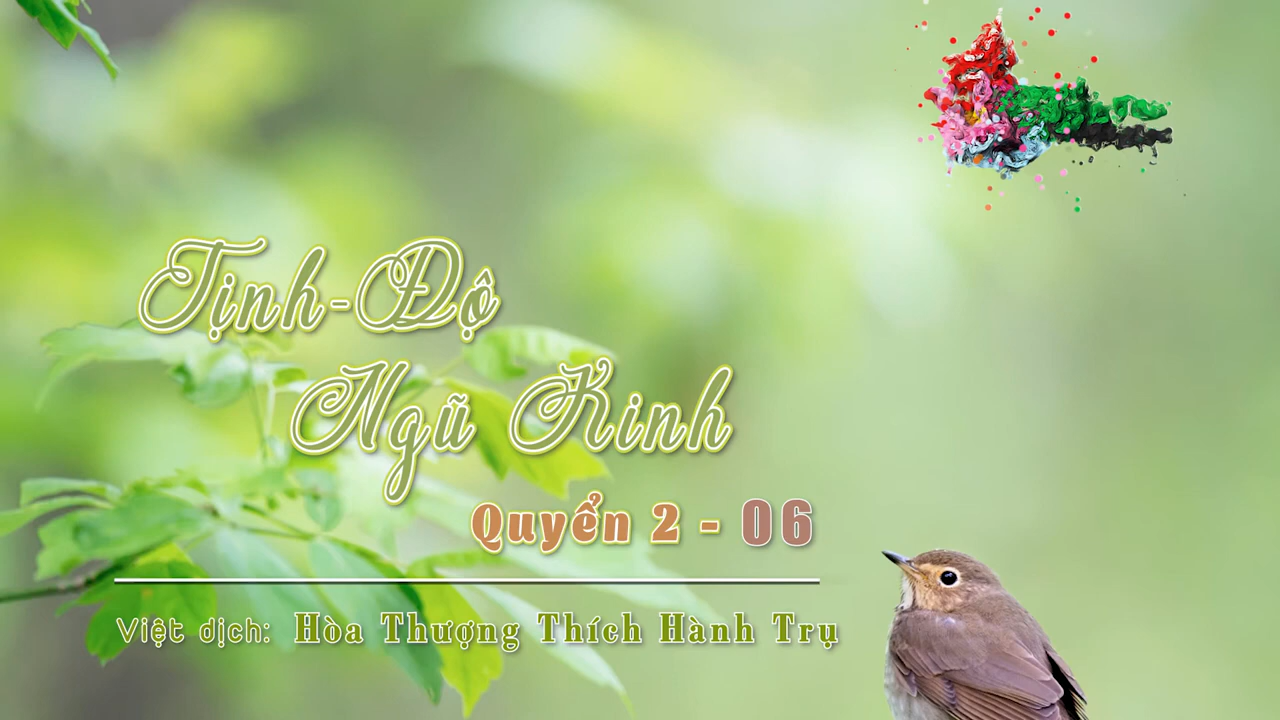 Tịnh-Độ
Ngũ Kinh
Quyển 2 - 06
Việt dịch: Hòa Thượng Thích Hành Trụ